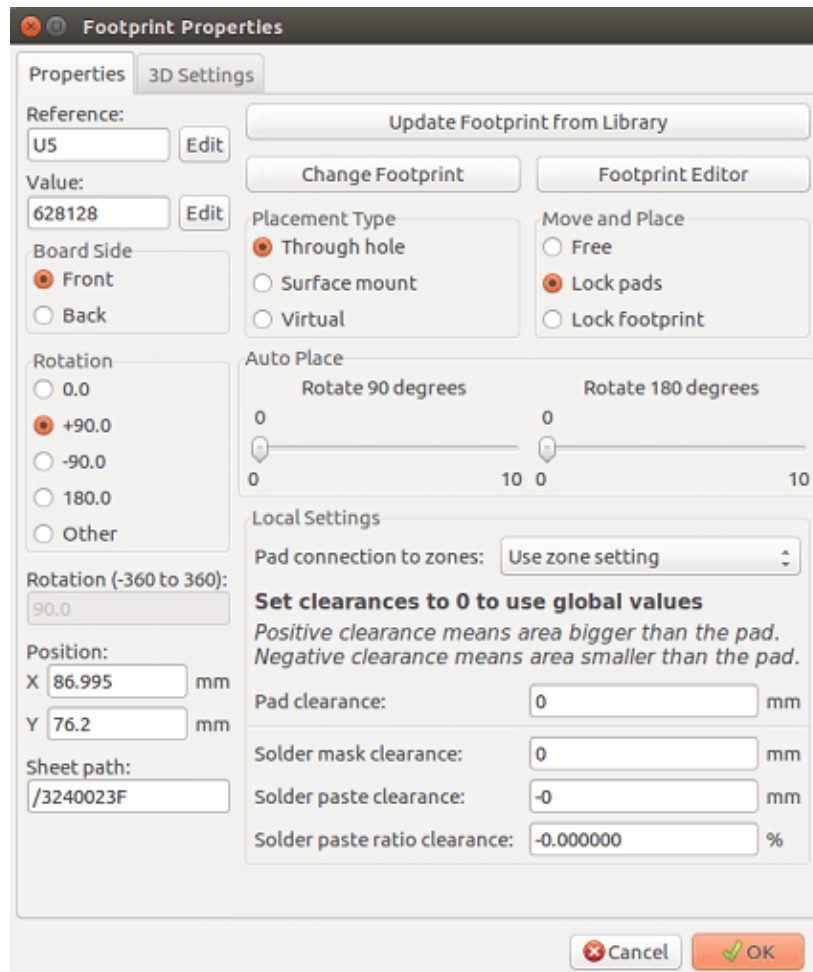 Footprint Properties
Properties 3D Settings
Reference:
U5 Edit
Value:
628128 Edit
Board Side
Front
Back
Rotation
0.0
+90.0
-90.0
180.0
Other
Rotation (-360 to 360):
90.0
Position:
X 86.995 mm
Y 76.2 mm
Sheet path:
/3240023F
Update Footprint from Library
Change Footprint Footprint Editor
Placement Type
Through hole
Surface mount
Virtual
Move and Place
Free
Lock pads
Lock footprint
Auto Place
Rotate 90 degrees
0
0 10
Rotate 180 degrees
0
0 10
Local Settings
Pad connection to zones: Use zone setting
Set clearances to 0 to use global values
Positive clearance means area bigger than the pad.
Negative clearance means area smaller than the pad.
Pad clearance: 0 mm
Solder mask clearance: 0 mm
Solder paste clearance: -0 mm
Solder paste ratio clearance: -0.000000 %
Cancel OK